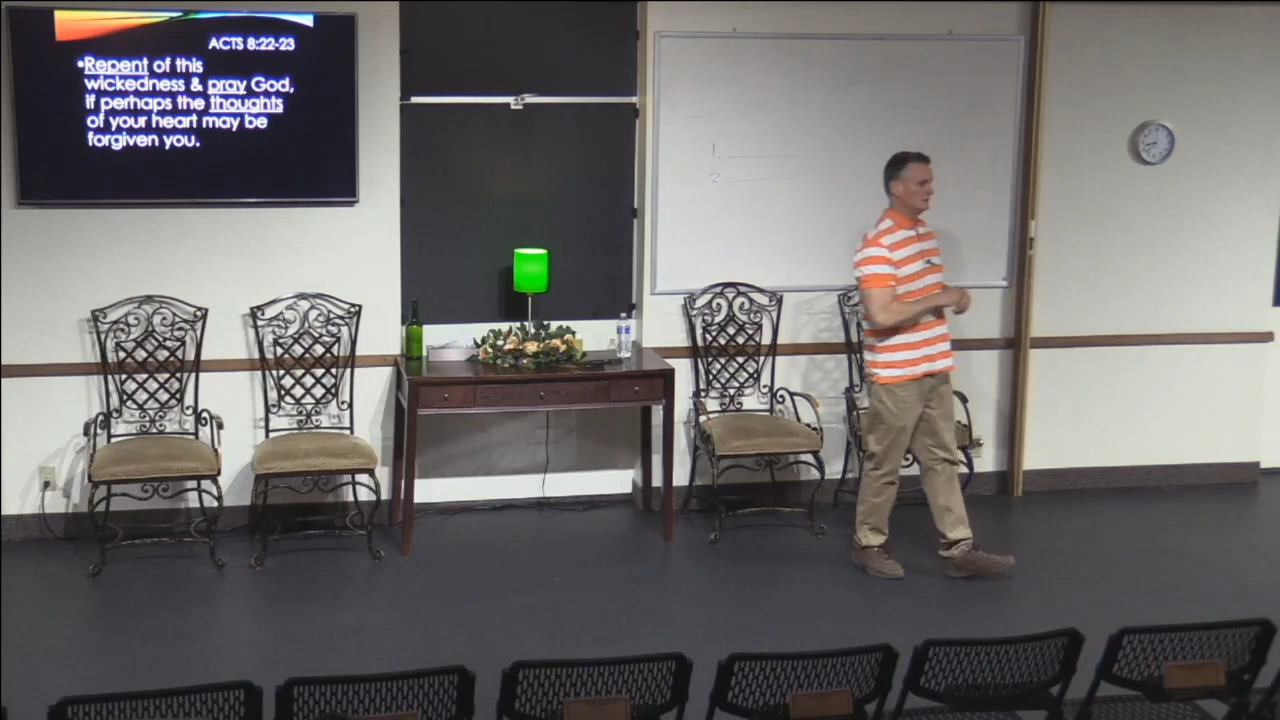 ACTS 8:22-23
•Repent of this
wickedness & pray God,
if perhaps the thoughts
of your heart may be
forgiven you.
1.
2.